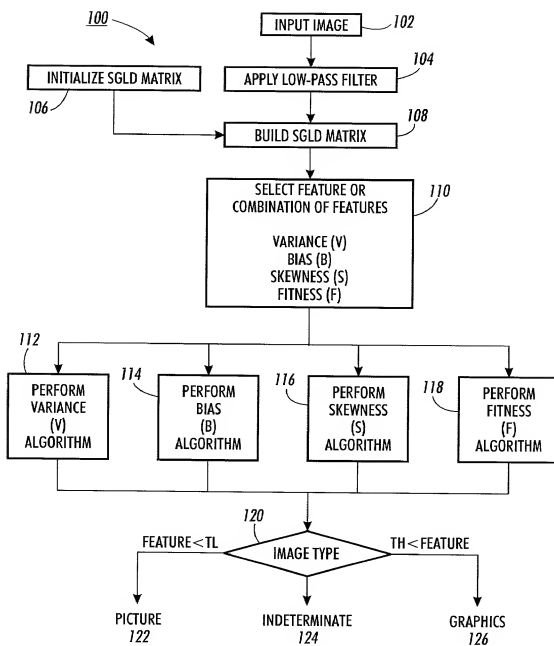 100
INPUT IMAGE
102
INITIALIZE SGLD MATRIX
106
APPLY LOW-PASS FILTER
104
BUILD SGLD MATRIX
108
SELECT FEATURE OR
COMBINATION OF FEATURES
VARIANCE (V)
BIAS (B)
SKEWNESS (S)
FITNESS (F)
110
112
PERFORM
VARIANCE
(V)
ALGORITHM
114
PERFORM
BIAS
(B)
ALGORITHM
116
PERFORM
SKEWNESS
(S)
ALGORITHM
118
PERFORM
FITNESS
(F)
ALGORITHM
120
FEATURE<TL
IMAGE TYPE
TH<FEATURE
PICTURE
122
INDETERMINATE
124
GRAPHICS
126